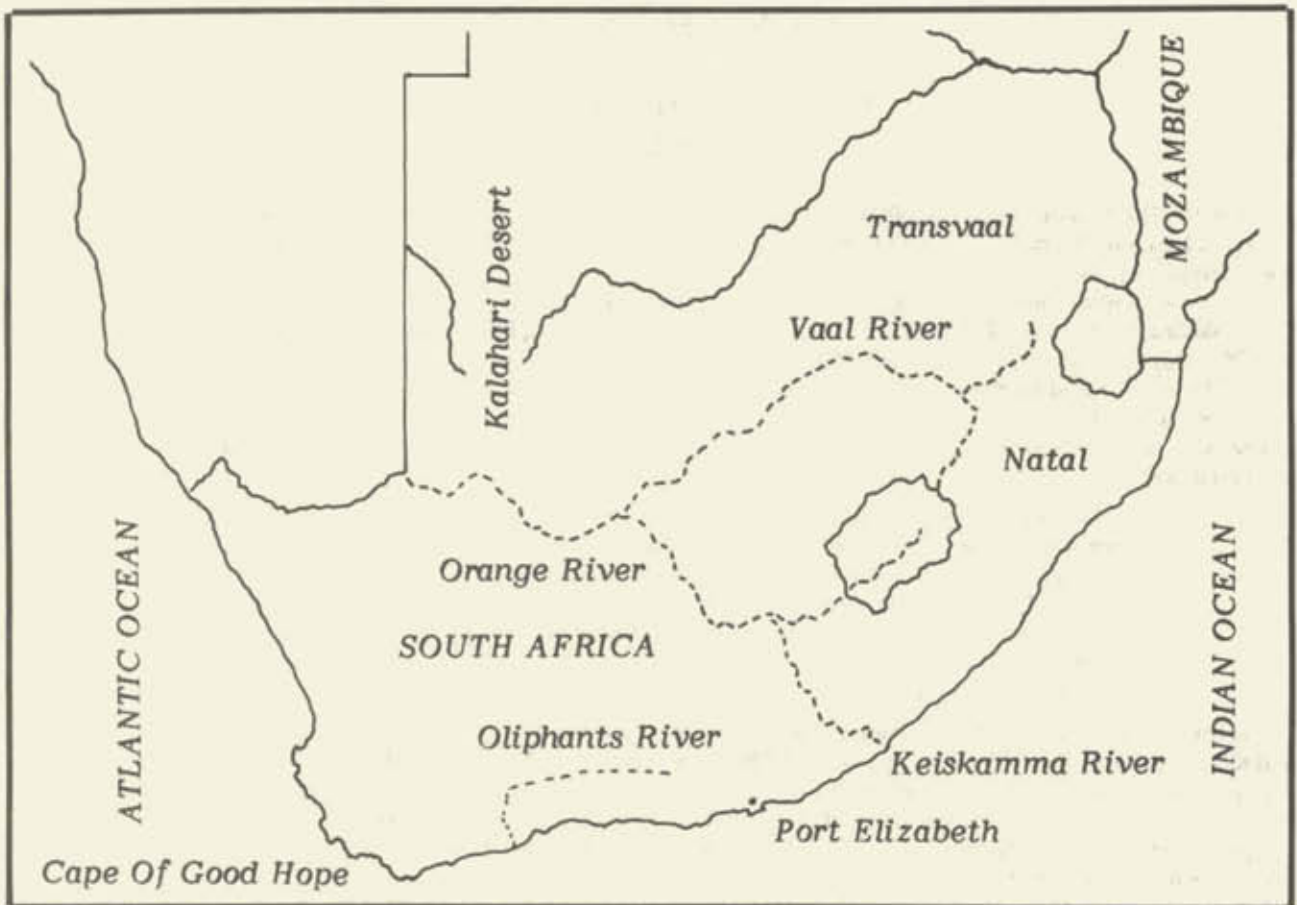 MOZAMBIQUE
Transvaal
Kalahari Desert
Vaal River
Natal
Orange River
ATLANTIC OCEAN
SOUTH AFRICA
INDIAN OCEAN
Oliphants River
Keiskamma River
Port Elizabeth
Cape Of Good Hope